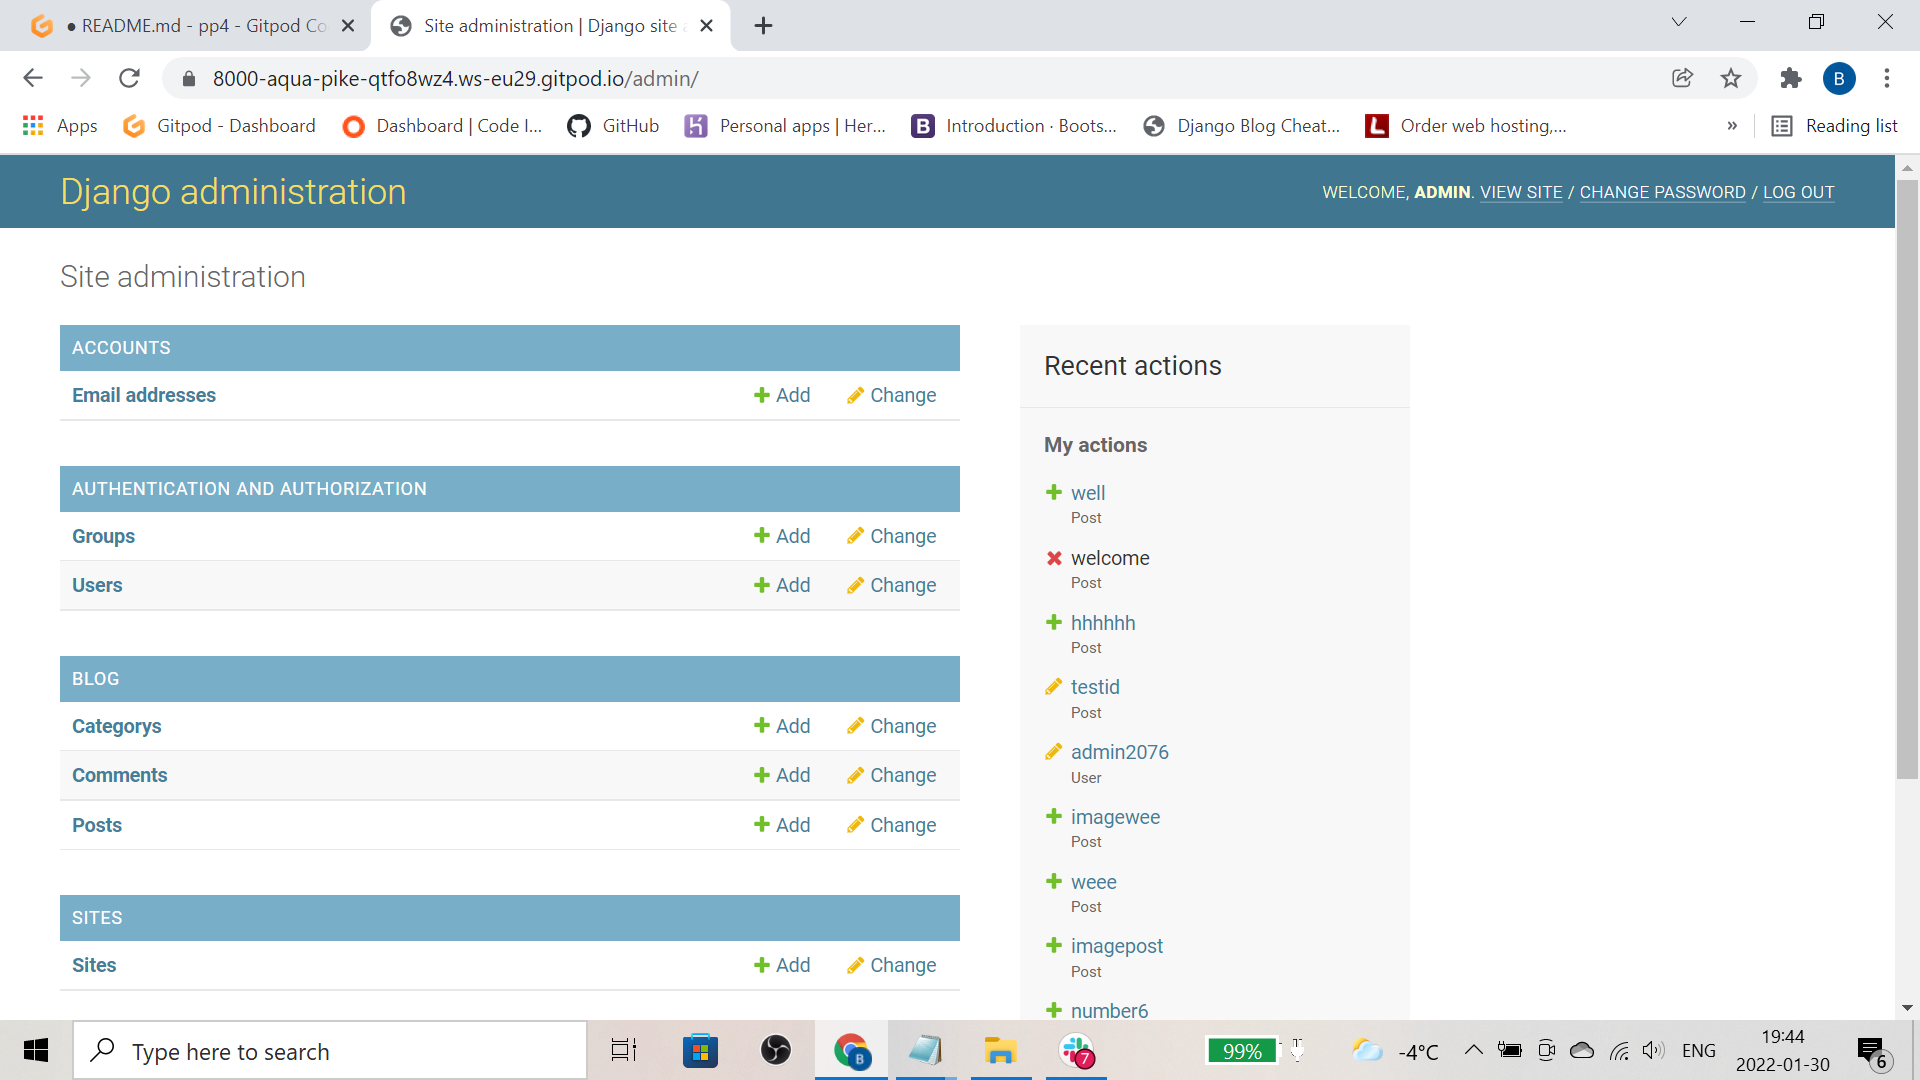 ● README.md - pp4 - Gitpod Co
Site administration | Django site a
8000-aqua-pike-qtfo8wz4.ws-eu29.gitpod.io/admin/
B
Apps
Gitpod - Dashboard
Dashboard | Code I...
GitHub
Personal apps | Her...
B
Introduction · Boots...
Django Blog Cheat...
L
Order web hosting,...
»
Reading list
Django administration
WELCOME, ADMIN. VIEW SITE / CHANGE PASSWORD / LOG OUT
Site administration
ACCOUNTS
Email addresses Add Change
AUTHENTICATION AND AUTHORIZATION
Groups Add Change
Users Add Change
BLOG
Categorys Add Change
Comments Add Change
Posts Add Change
SITES
Sites Add Change
Recent actions
My actions
well
Post
welcome
Post
hhhhhh
Post
testid
Post
admin2076
User
imagewee
Post
weee
Post
imagepost
Post
number6
Type here to search
B
7
99%
-4°C
ENG
19:44
2022-01-30
6